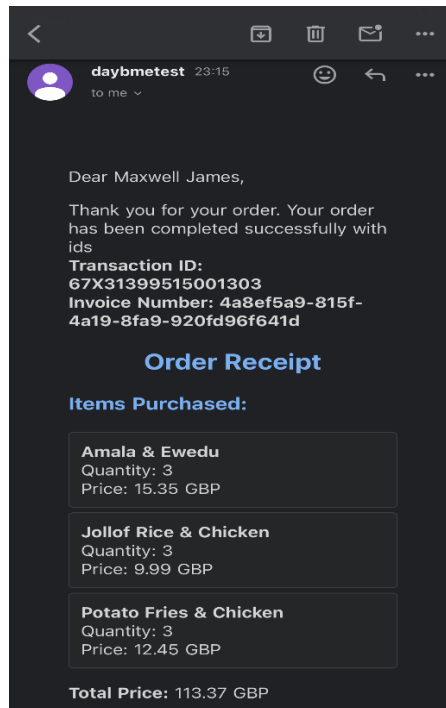 daybmetest 23:15
to me
Dear Maxwell James,
Thank you for your order. Your order
has been completed successfully with
ids
Transaction ID:
67X31399515001303
Invoice Number: 4a8ef5a9-815f-
4a19-8fa9-920fd96f641d
Order Receipt
Items Purchased:
Amala & Ewedu
Quantity: 3
Price: 15.35 GBP
Jollof Rice & Chicken
Quantity: 3
Price: 9.99 GBP
Potato Fries & Chicken
Quantity: 3
Price: 12.45 GBP
Total Price: 113.37 GBP